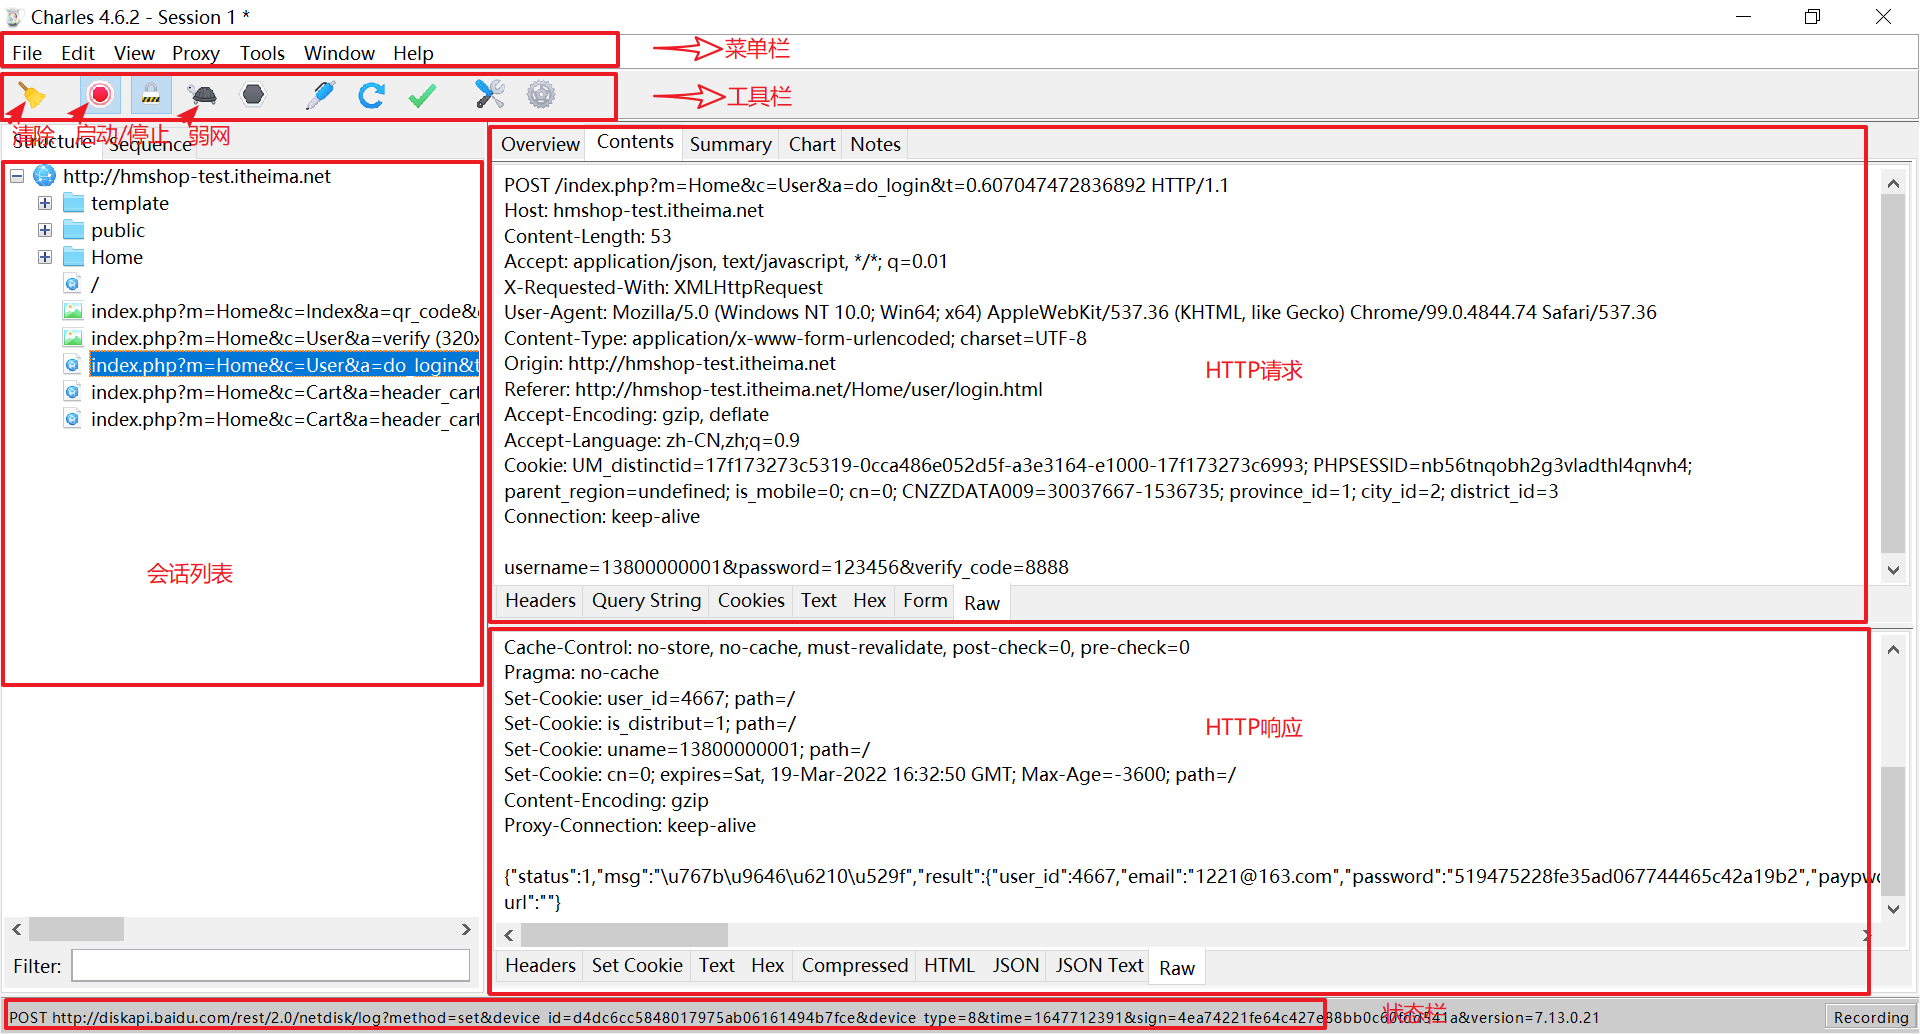 Charles 4.6.2 - Session 1 *
File Edit View Proxy Tools Window Help
菜单栏
工具栏
清除 启动/停止 弱网
Structure Sequence
http://hmshop-test.itheima.net
template
public
Home
/
index.php?m=Home&c=Index&a=qr_code&
index.php?m=Home&c=User&a=verify (320x
index.php?m=Home&c=User&a=do_login&t
index.php?m=Home&c=Cart&a=header_cart
index.php?m=Home&c=Cart&a=header_cart
会话列表
Filter:
Overview Contents Summary Chart Notes
POST /index.php?m=Home&c=User&a=do_login&t=0.607047472836892 HTTP/1.1
Host: hmshop-test.itheima.net
Content-Length: 53
Accept: application/json, text/javascript, */*; q=0.01
X-Requested-With: XMLHttpRequest
User-Agent: Mozilla/5.0 (Windows NT 10.0; Win64; x64) AppleWebKit/537.36 (KHTML, like Gecko) Chrome/99.0.4844.74 Safari/537.36
Content-Type: application/x-www-form-urlencoded; charset=UTF-8
Origin: http://hmshop-test.itheima.net
HTTP请求
Referer: http://hmshop-test.itheima.net/Home/user/login.html
Accept-Encoding: gzip, deflate
Accept-Language: zh-CN,zh;q=0.9
Cookie: UM_distinctid=17f173273c5319-0cca486e052d5f-a3e3164-e1000-17f173273c6993; PHPSESSID=nb56tnqobh2g3vladthl4qnvh4;
parent_region=undefined; is_mobile=0; cn=0; CNZZDATA009=30037667-1536735; province_id=1; city_id=2; district_id=3
Connection: keep-alive
username=13800000001&password=123456&verify_code=8888
Headers Query String Cookies Text Hex Form Raw
Cache-Control: no-store, no-cache, must-revalidate, post-check=0, pre-check=0
Pragma: no-cache
Set-Cookie: user_id=4667; path=/
Set-Cookie: is_distribut=1; path=/
HTTP响应
Set-Cookie: uname=13800000001; path=/
Set-Cookie: cn=0; expires=Sat, 19-Mar-2022 16:32:50 GMT; Max-Age=-3600; path=/
Content-Encoding: gzip
Proxy-Connection: keep-alive
{"status":1,"msg":"\u767b\u9646\u6210\u529f","result":{"user_id":4667,"email":"1221@163.com","password":"519475228fe35ad067744465c42a19b2","paypw
url":""}
Headers Set Cookie Text Hex Compressed HTML JSON JSON Text Raw
状态栏
POST http://diskapi.baidu.com/rest/2.0/netdisk/log?method=set&device_id=d4dc6cc5848017975ab06161494b7fce&device_type=8&time=1647712391&sign=4ea74221fe64c427e88bb0c60fda541a&version=7.13.0.21
Recording